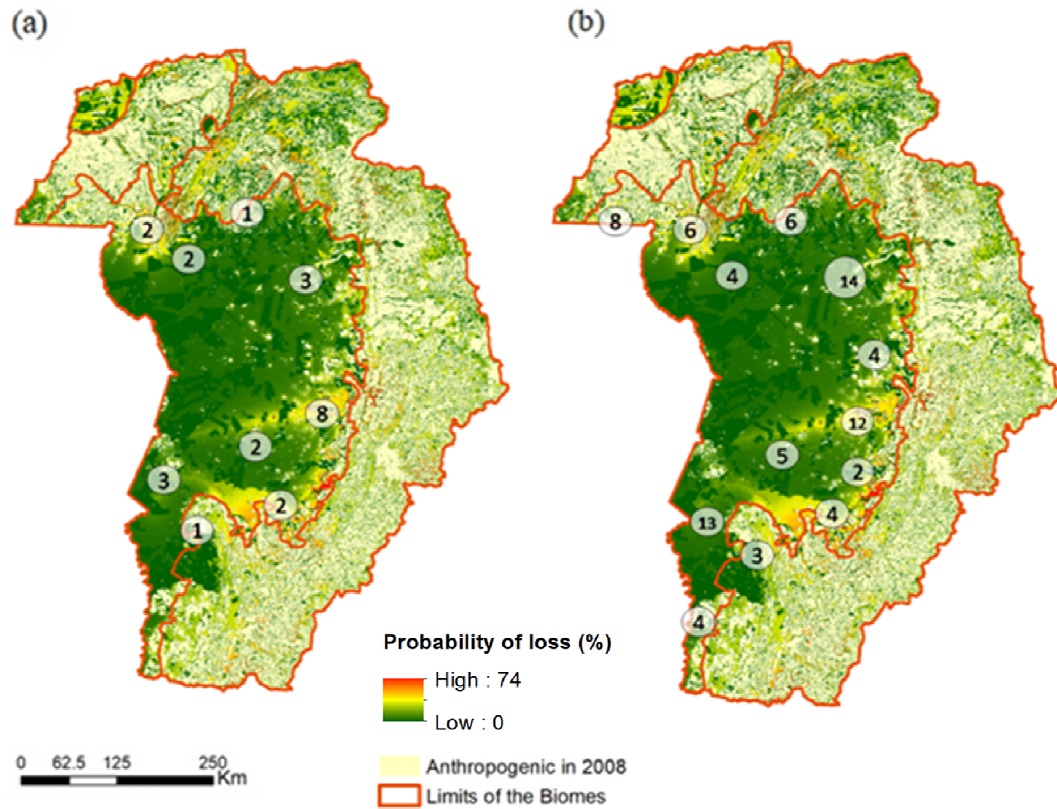 (a)
(b)
1
2
2
3
8
2
3
2
1
8
6
6
4
14
4
12
5
2
4
13
3
4
Probability of loss (%)
High : 74
Low : 0
0 62.5 125 250
Km
Anthropogenic in 2008
Limits of the Biomes